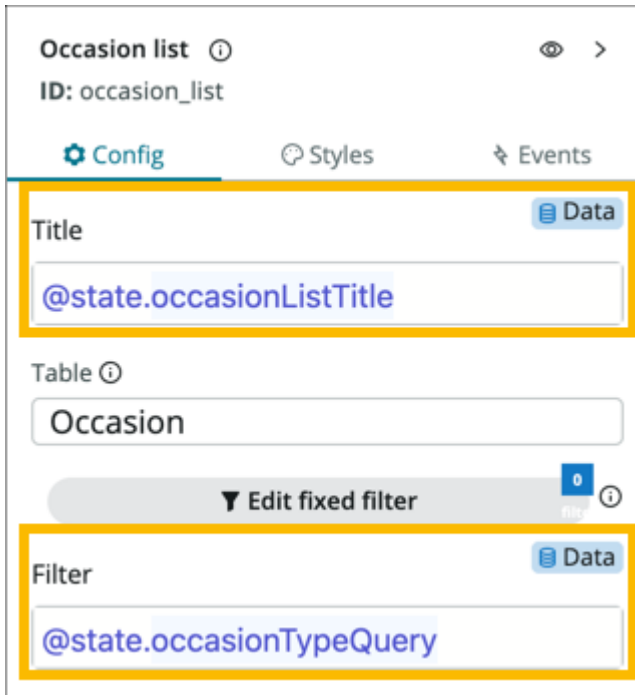 Occasion list
ID: occasion_list
Config Styles Events
Title Data
@state.occasionListTitle
Table
Occasion
Edit fixed filter 0
Filter Data
@state.occasionTypeQuery